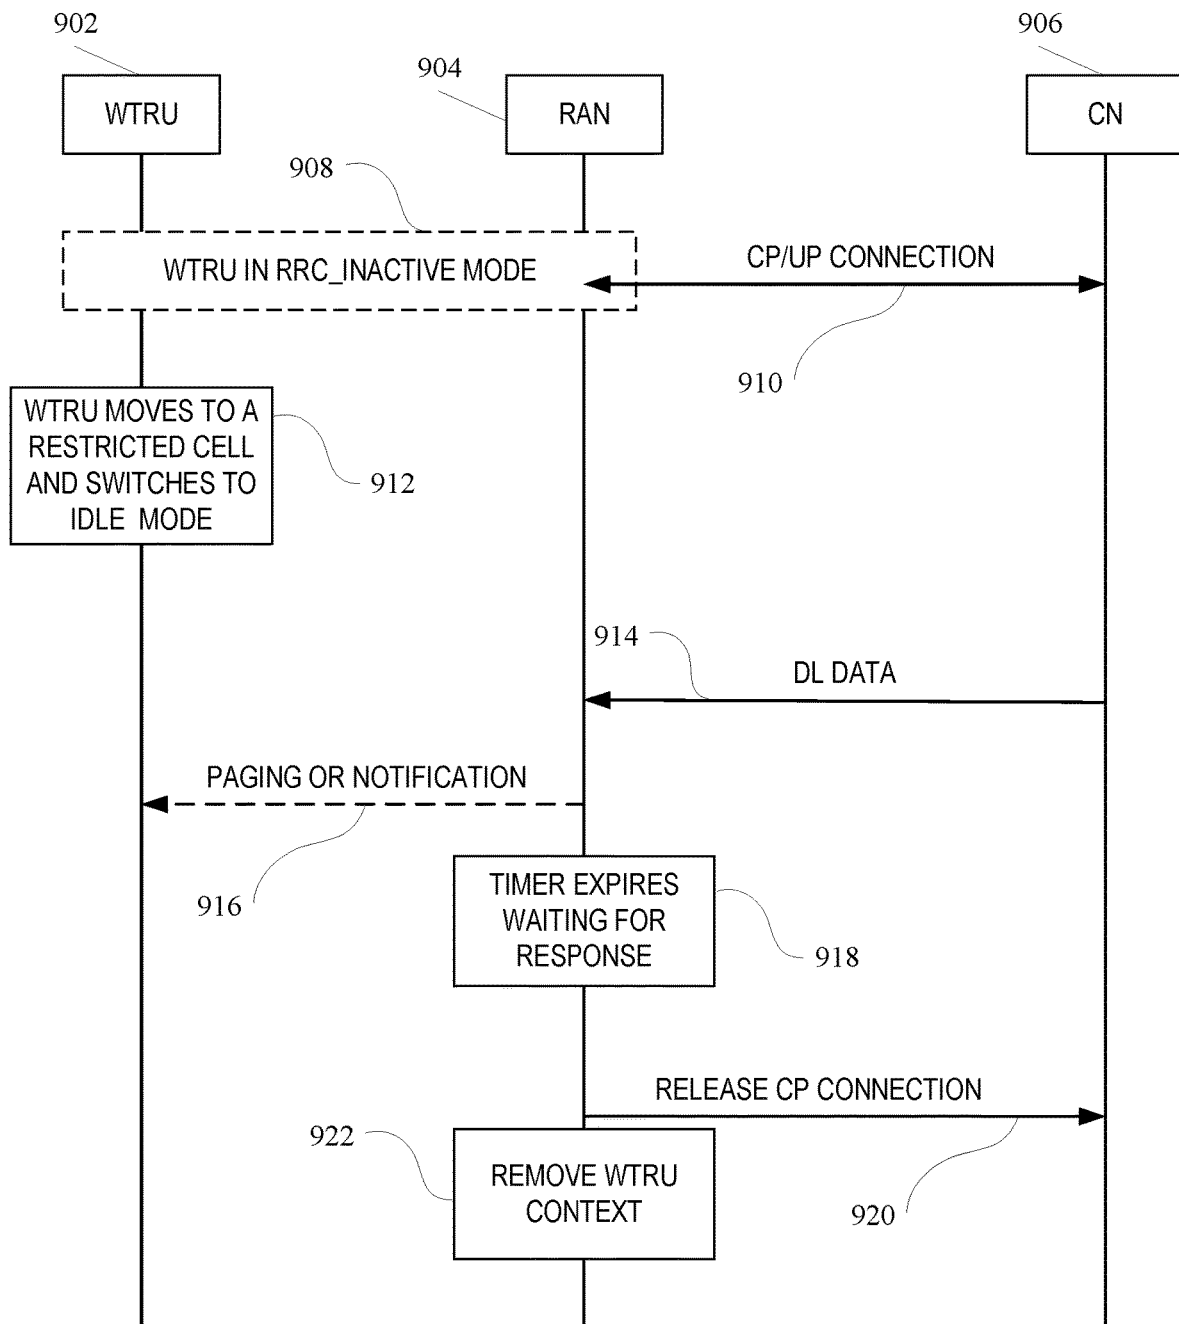 902
904
906
WTRU
RAN
CN
908
WTRU IN RRC_INACTIVE MODE
CP/UP CONNECTION
910
WTRU MOVES TO A
RESTRICTED CELL
AND SWITCHES TO
IDLE MODE
912
914
DL DATA
PAGING OR NOTIFICATION
916
TIMER EXPIRES
WAITING FOR
RESPONSE
918
RELEASE CP CONNECTION
920
922
REMOVE WTRU
CONTEXT